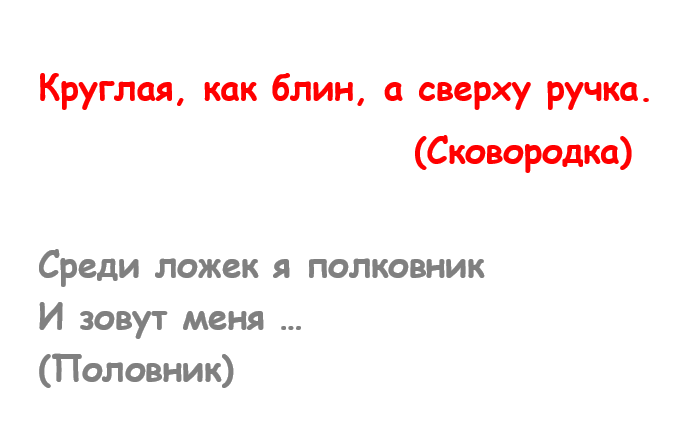 Круглая, как блин, а сверху ручка.
(Сковородка)
Среди ложек я полковник
И зовут меня ...
(Половник)